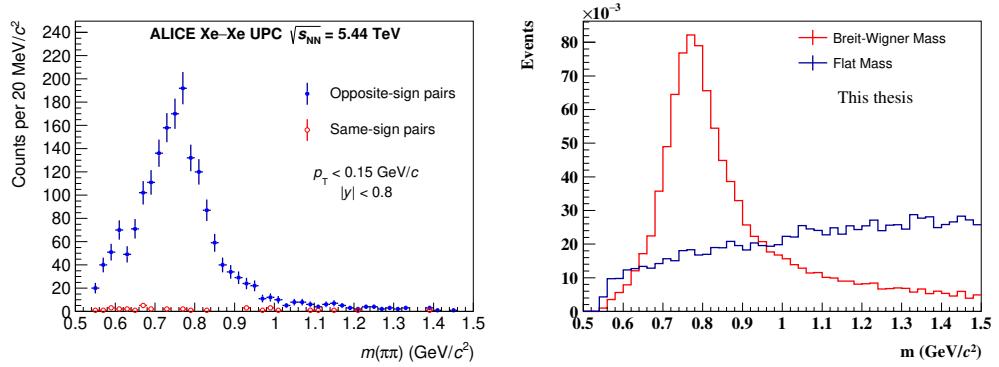 ALICE Xe–Xe UPC √sNN = 5.44 TeV
Opposite-sign pairs
Same-sign pairs
pT < 0.15 GeV/c
|y| < 0.8
Counts per 20 MeV/c²
240
220
200
180
160
140
120
100
80
60
40
20
0
0.5 0.6 0.7 0.8 0.9 1 1.1 1.2 1.3 1.4 1.5
m(ππ) (GeV/c²)
×10⁻³
Breit-Wigner Mass
Flat Mass
This thesis
Events
80
70
60
50
40
30
20
10
0
0.5 0.6 0.7 0.8 0.9 1 1.1 1.2 1.3 1.4 1.5
m (GeV/c²)